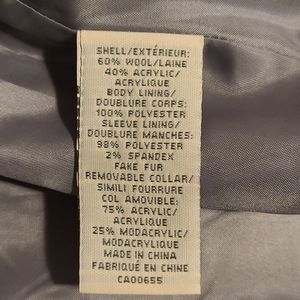 SHELL/EXTÉRIEUR:
60% WOOL/LAINE
40% ACRYLIC/
ACRYLIQUE
BODY LINING/
DOUBLURE CORPS:
100% POLYESTER
SLEEVE LINING/
DOUBLURE MANCHES:
98% POLYESTER
2% SPANDEX
FAKE FUR
REMOVABLE COLLAR/
SIMILI FOURRURE
COL AMOVIBLE:
75% ACRYLIC/
ACRYLIQUE
25% MODACRYLIC/
MODACRYLIQUE
MADE IN CHINA
FABRIQUÉ EN CHINE
CA00655